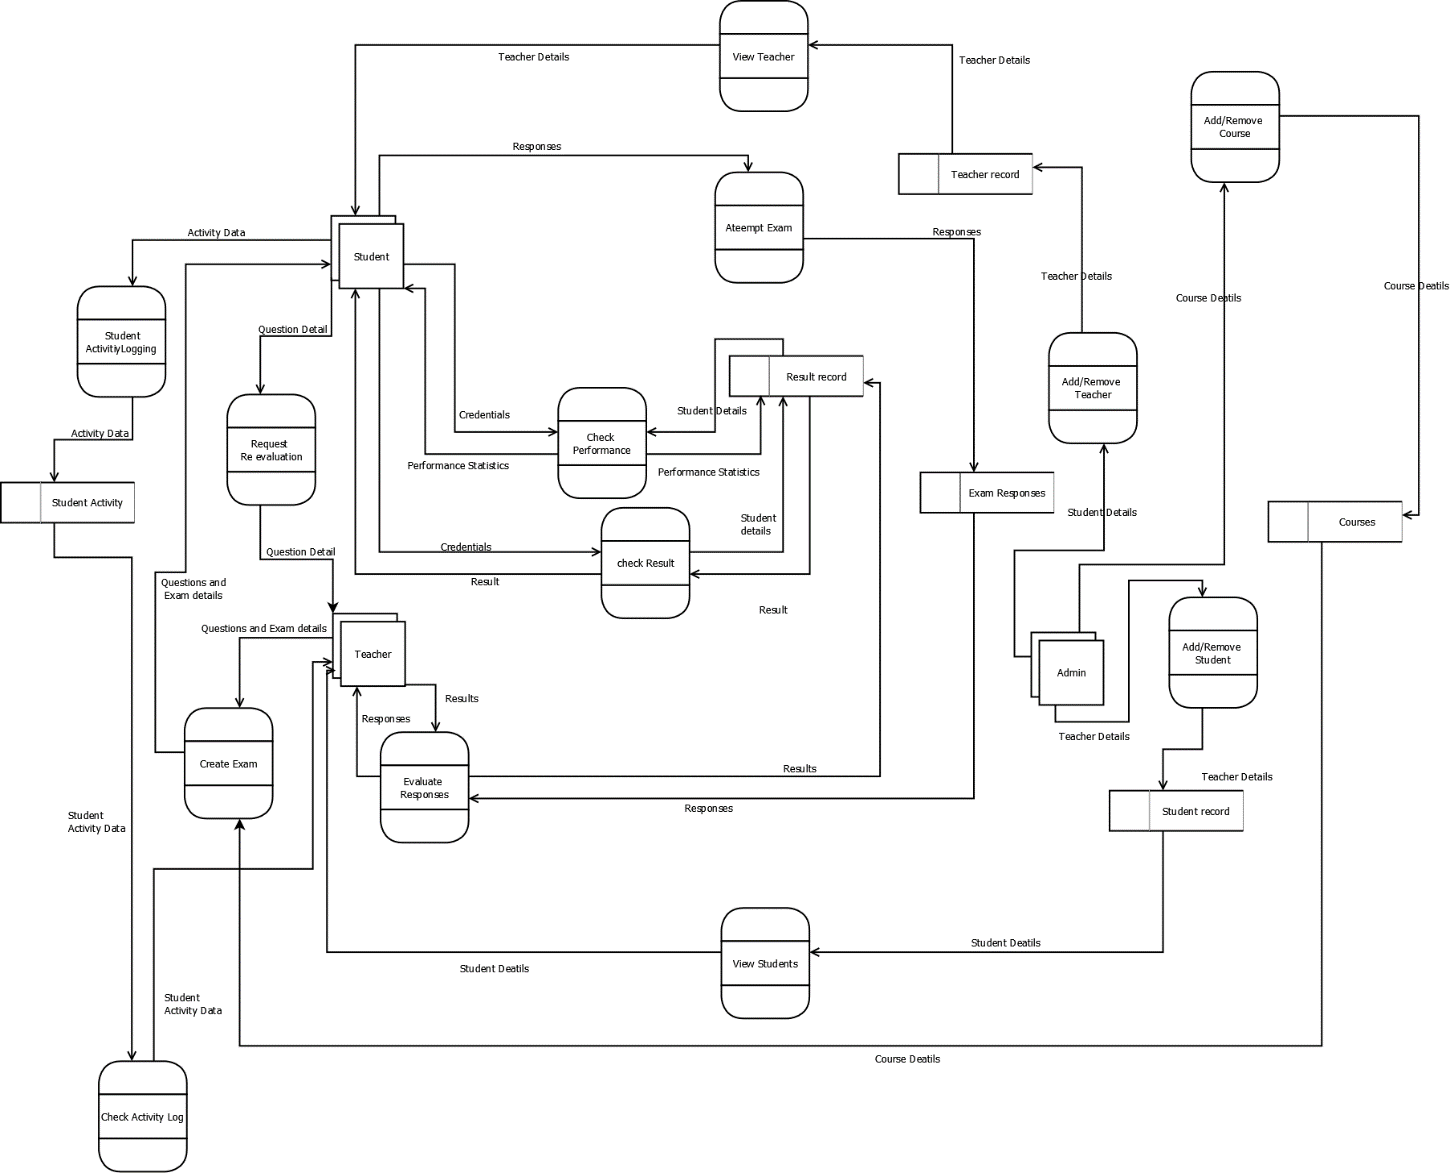 View Teacher
Teacher Details
Teacher Details
Add/Remove
Course
Responses
Teacher record
Ateempt Exam
Activity Data
Responses
Student
Teacher Details
Course Deatils
Course Deatils
Question Detail
Student
ActivitiyLogging
Result record
Add/Remove
Teacher
Student Details
Credentials
Activity Data
Request
Re evaluation
Check
Performance
Performance Statistics
Performance Statistics
Student Activity
Exam Responses
Student Details
Student
details
Courses
Credentials
Question Detail
check Result
Result
Questions and
Exam details
Result
Questions and Exam details
Teacher
Add/Remove
Student
Admin
Results
Responses
Teacher Details
Create Exam
Results
Teacher Details
Evaluate
Responses
Responses
Student record
Student
Activity Data
Student Deatils
View Students
Student Deatils
Student
Activity Data
Course Deatils
Check Activity Log